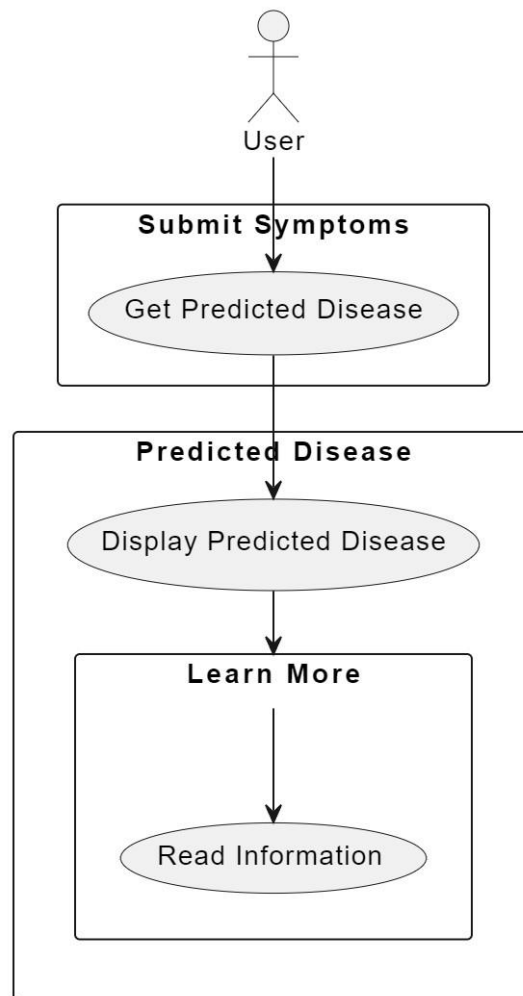 User
Submit Symptoms
Get Predicted Disease
Predicted Disease
Display Predicted Disease
Learn More
Read Information